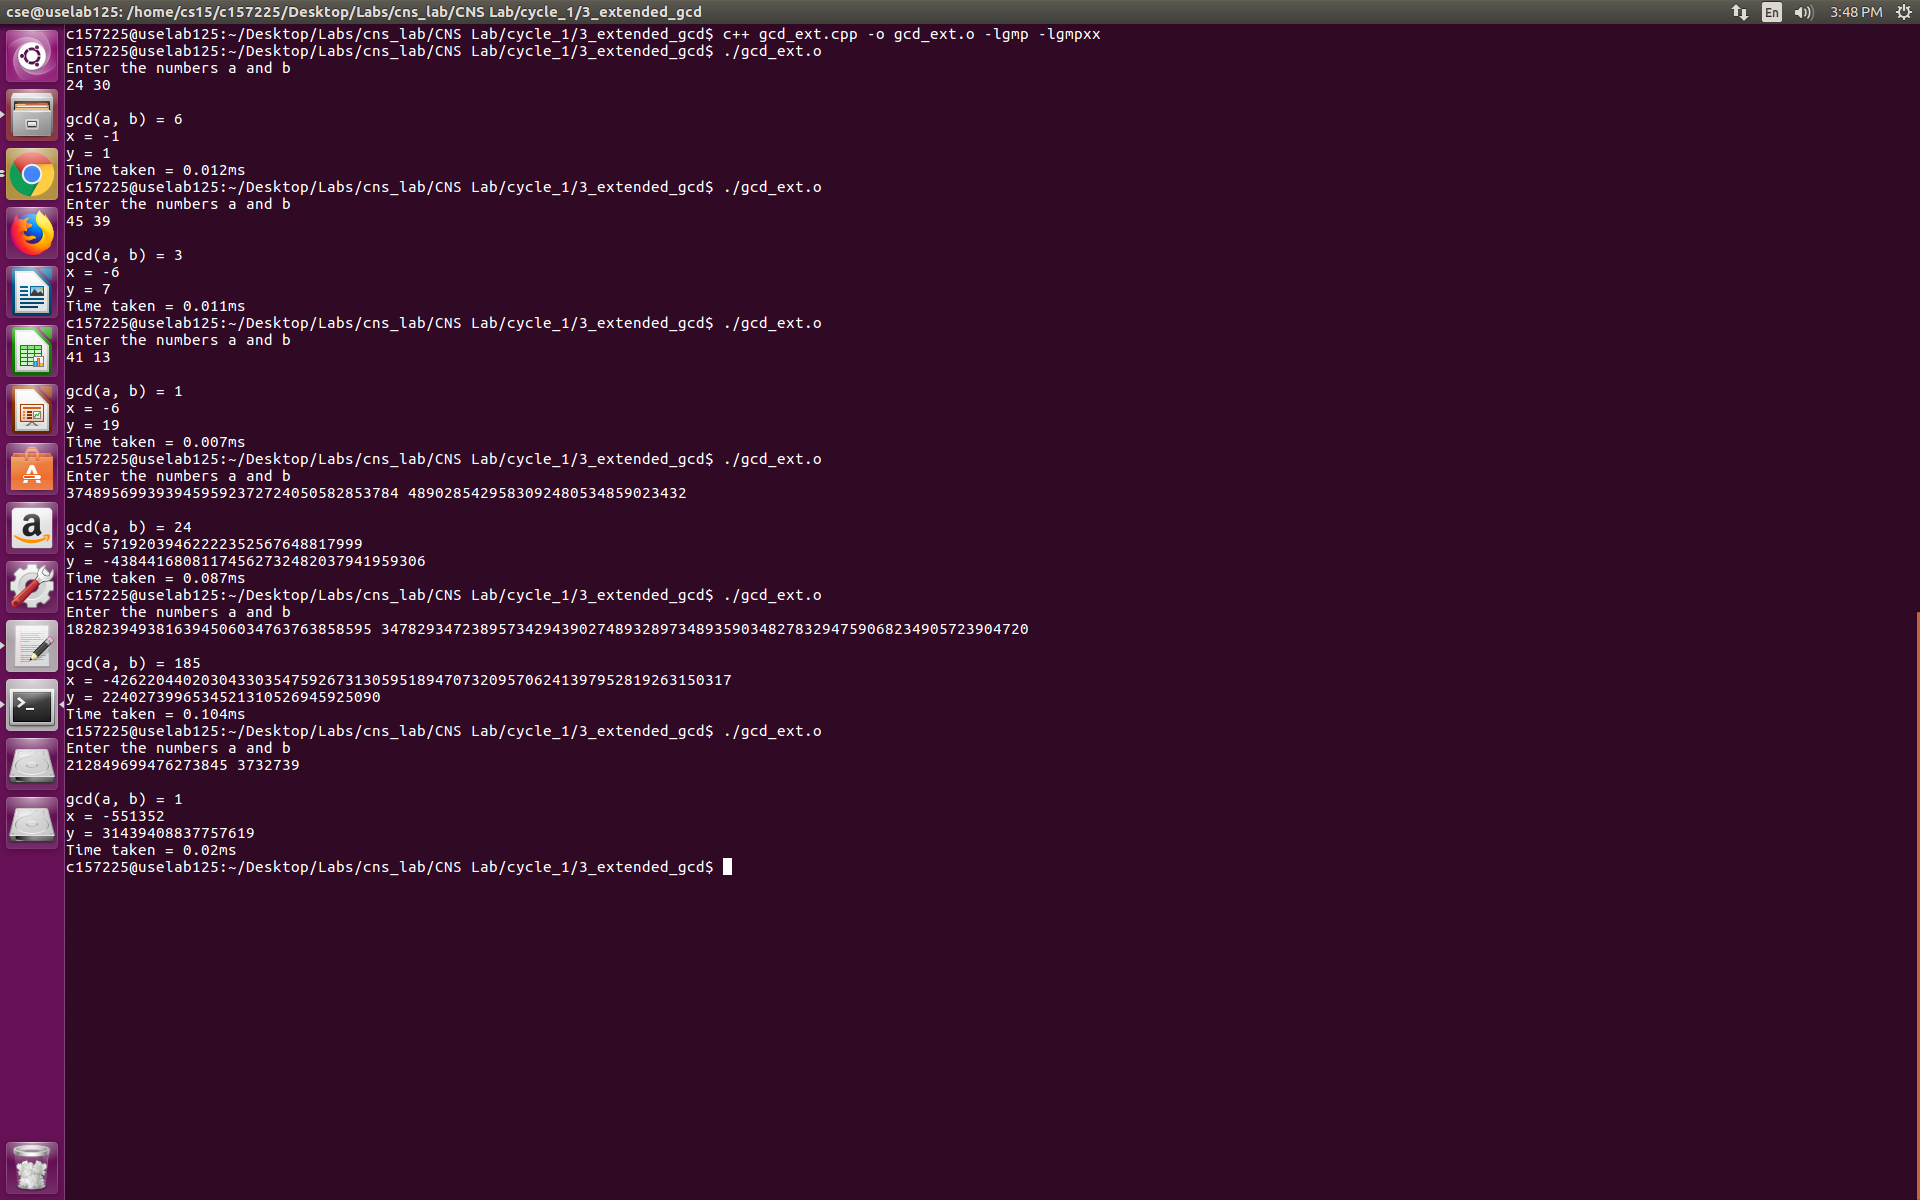 cse@uselab125: /home/cs15/c157225/Desktop/Labs/cns_lab/CNS Lab/cycle_1/3_extended_gcd
En 3:48 PM
c157225@uselab125:~/Desktop/Labs/cns_lab/CNS Lab/cycle_1/3_extended_gcd$ c++ gcd_ext.cpp -o gcd_ext.o -lgmp -lgmpxx
c157225@uselab125:~/Desktop/Labs/cns_lab/CNS Lab/cycle_1/3_extended_gcd$ ./gcd_ext.o
Enter the numbers a and b
24 30
gcd(a, b) = 6
x = -1
y = 1
Time taken = 0.012ms
c157225@uselab125:~/Desktop/Labs/cns_lab/CNS Lab/cycle_1/3_extended_gcd$ ./gcd_ext.o
Enter the numbers a and b
45 39
gcd(a, b) = 3
x = -6
y = 7
Time taken = 0.011ms
c157225@uselab125:~/Desktop/Labs/cns_lab/CNS Lab/cycle_1/3_extended_gcd$ ./gcd_ext.o
Enter the numbers a and b
41 13
gcd(a, b) = 1
x = -6
y = 19
Time taken = 0.007ms
c157225@uselab125:~/Desktop/Labs/cns_lab/CNS Lab/cycle_1/3_extended_gcd$ ./gcd_ext.o
Enter the numbers a and b
3748956993939459592372724050582853784 4890285429583092480534859023432
gcd(a, b) = 24
x = 57192039462222352567648817999
y = -43844168081174562732482037941959306
Time taken = 0.087ms
c157225@uselab125:~/Desktop/Labs/cns_lab/CNS Lab/cycle_1/3_extended_gcd$ ./gcd_ext.o
Enter the numbers a and b
1828239493816394506034763763858595 347829347238957342943902748932897348935903482783294759068234905723904720
gcd(a, b) = 185
x = -426220440203043303547592673130595189470732095706241397952819263150317
y = 2240273996534521310526945925090
Time taken = 0.104ms
c157225@uselab125:~/Desktop/Labs/cns_lab/CNS Lab/cycle_1/3_extended_gcd$ ./gcd_ext.o
Enter the numbers a and b
212849699476273845 3732739
gcd(a, b) = 1
x = -551352
y = 31439408837757619
Time taken = 0.02ms
c157225@uselab125:~/Desktop/Labs/cns_lab/CNS Lab/cycle_1/3_extended_gcd$